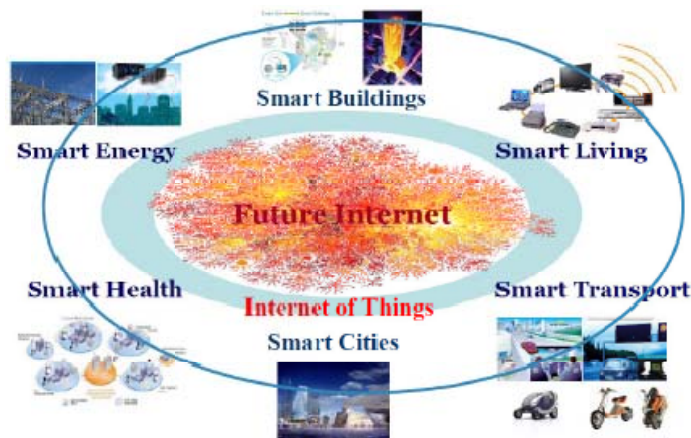 Smart Buildings
Smart Energy
Smart Living
Future Internet
Smart Health
Smart Transport
Internet of Things
Smart Cities